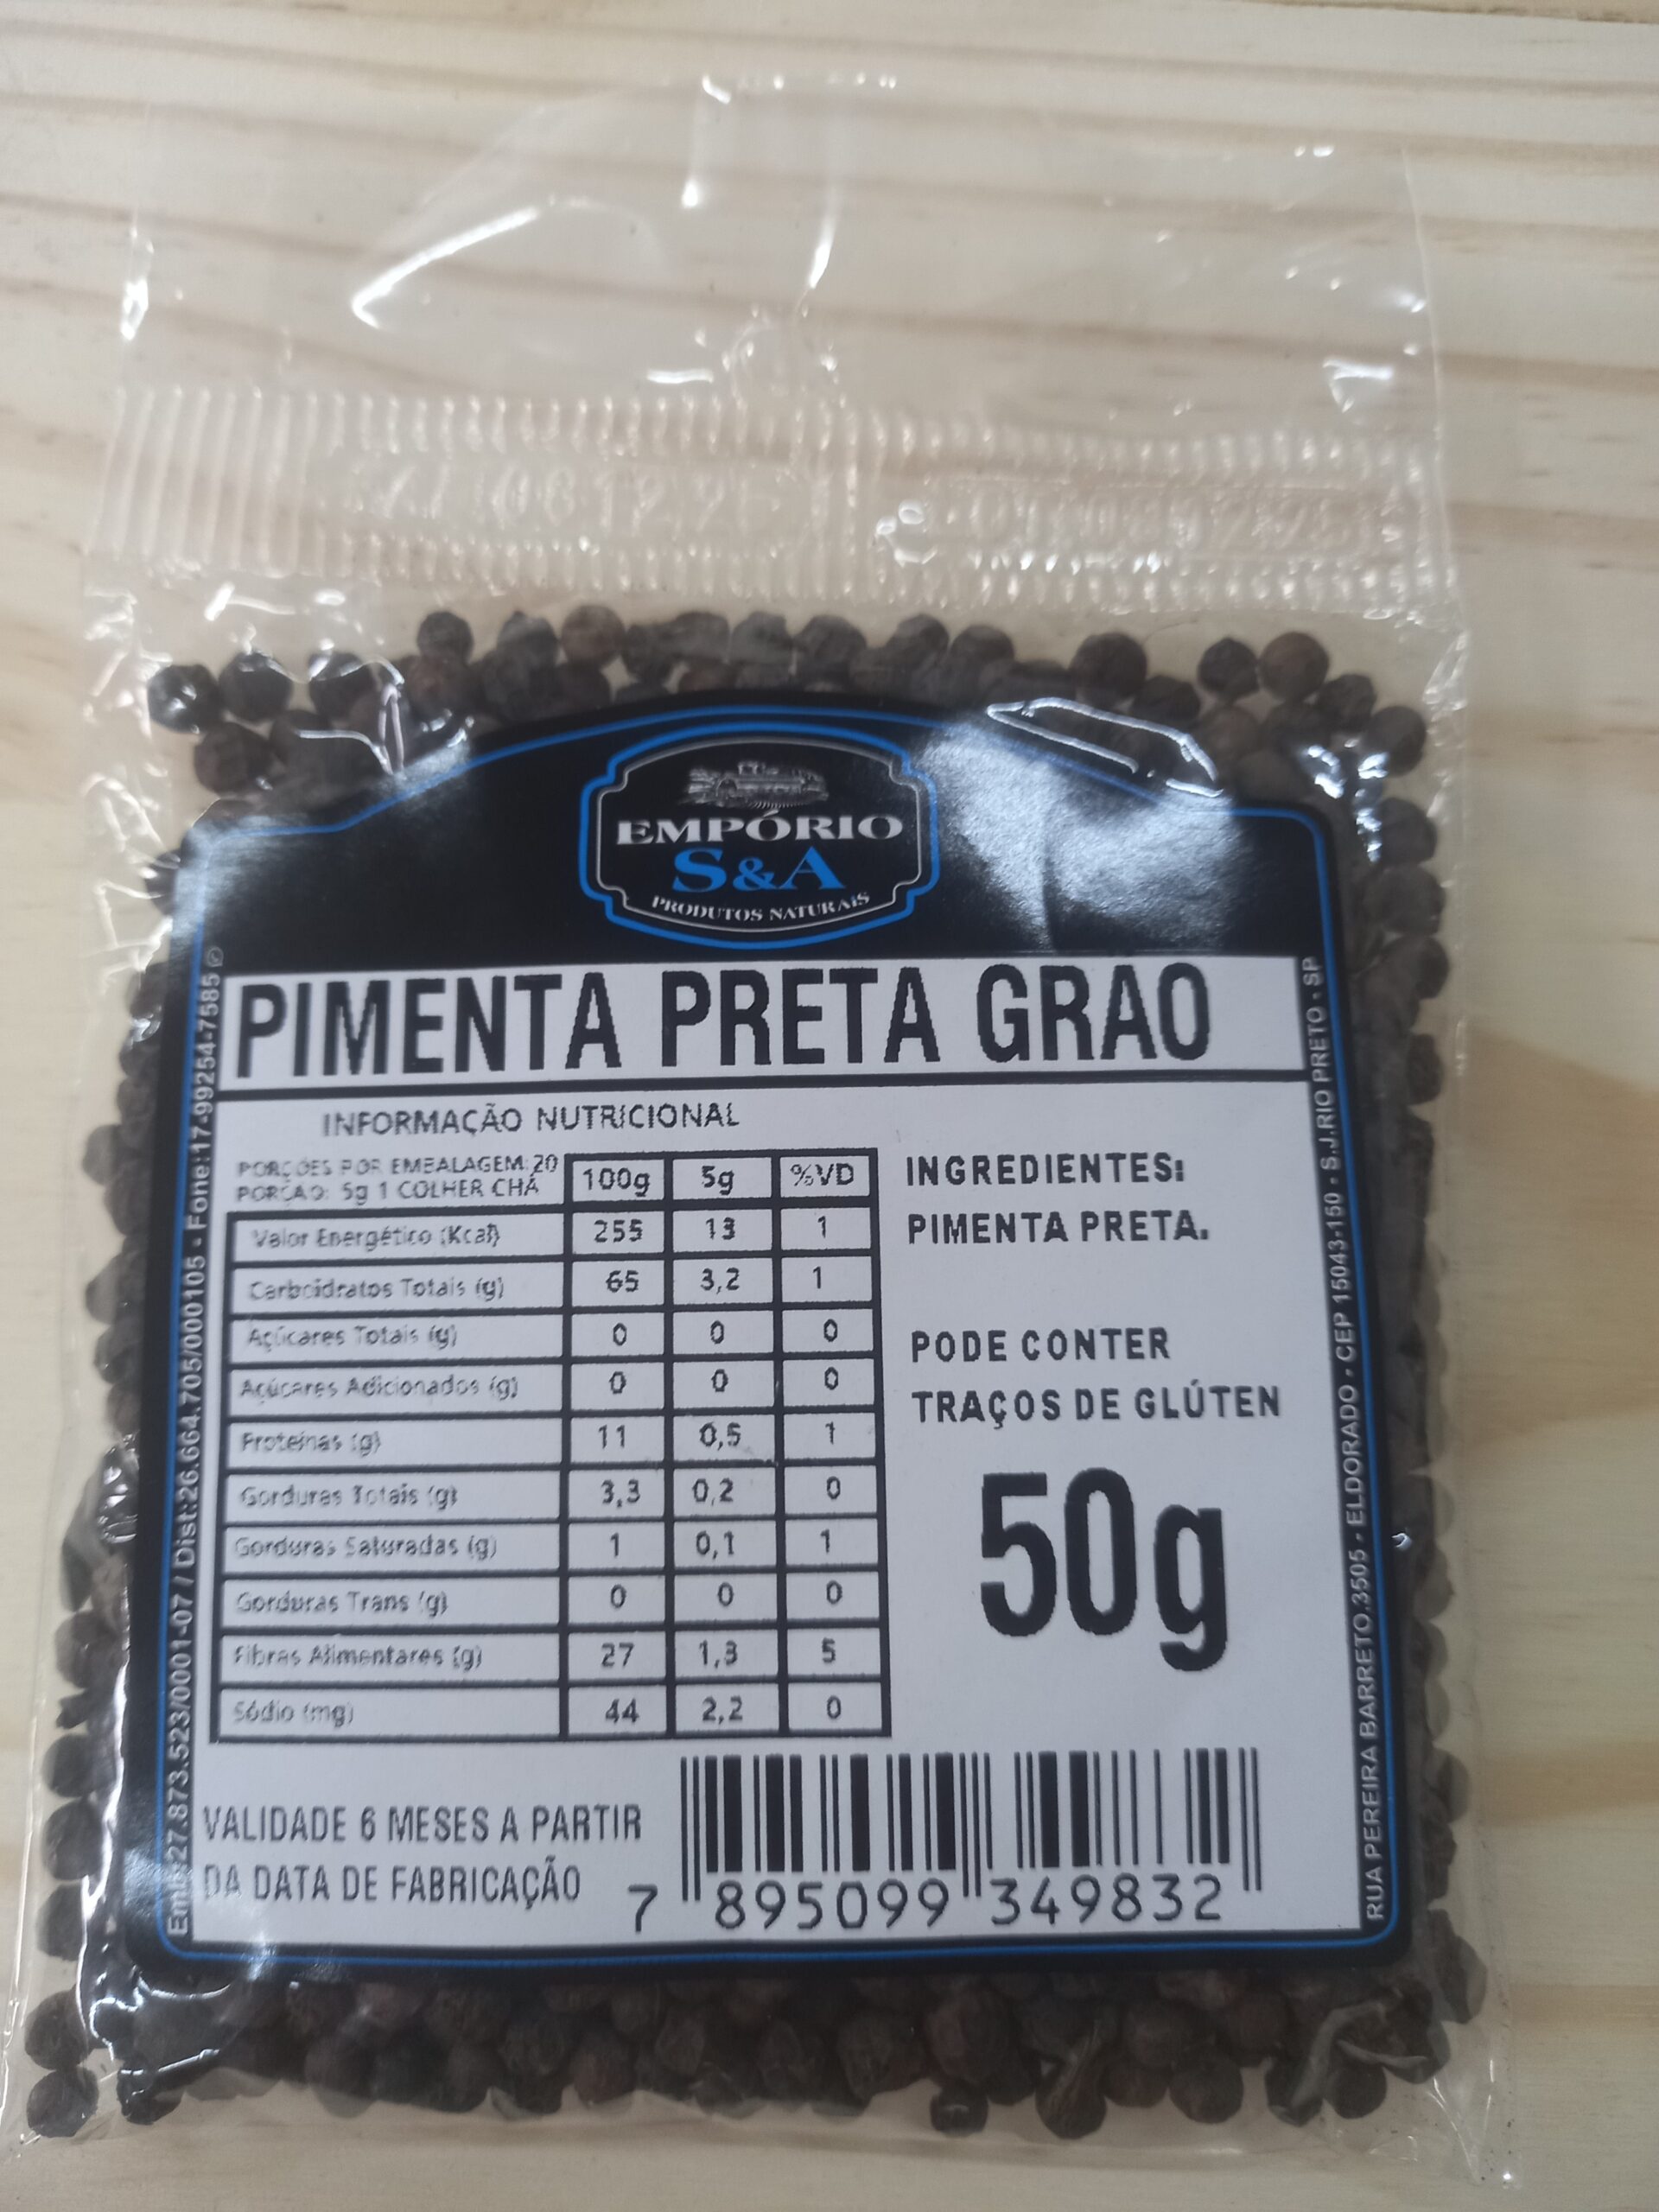 EMPÓRIO
S&A
PRODUTOS NATURAIS
PIMENTA PRETA GRAO
INFORMAÇÃO NUTRICIONAL
PORÇÕES POR EMBALAGEM: 20
PORÇÃO: 5g 1 COLHER CHÁ
100g 5g %VD
Valor Energético (Kcal) 255 13 1
Carboidratos Totais (g) 65 3,2 1
Açúcares Totais (g) 0 0 0
Açúcares Adicionados (g) 0 0 0
Proteínas (g) 11 0,5 1
Gorduras Totais (g) 3,3 0,2 0
Gorduras Saturadas (g) 1 0,1 1
Gorduras Trans (g) 0 0 0
Fibras Alimentares (g) 27 1,3 5
Sódio (mg) 44 2,2 0
INGREDIENTES:
PIMENTA PRETA.
PODE CONTER
TRAÇOS DE GLÚTEN
50g
VALIDADE 6 MESES A PARTIR
DA DATA DE FABRICAÇÃO
7 895099 349832
Emb:27.873.523/0001-07 / Dist:26.664.705/000105 - Fone:17-99254-7585
RUA PEREIRA BARRETO,3505 - ELDORADO - CEP 15043-150 - S.J.RIO PRETO - SP